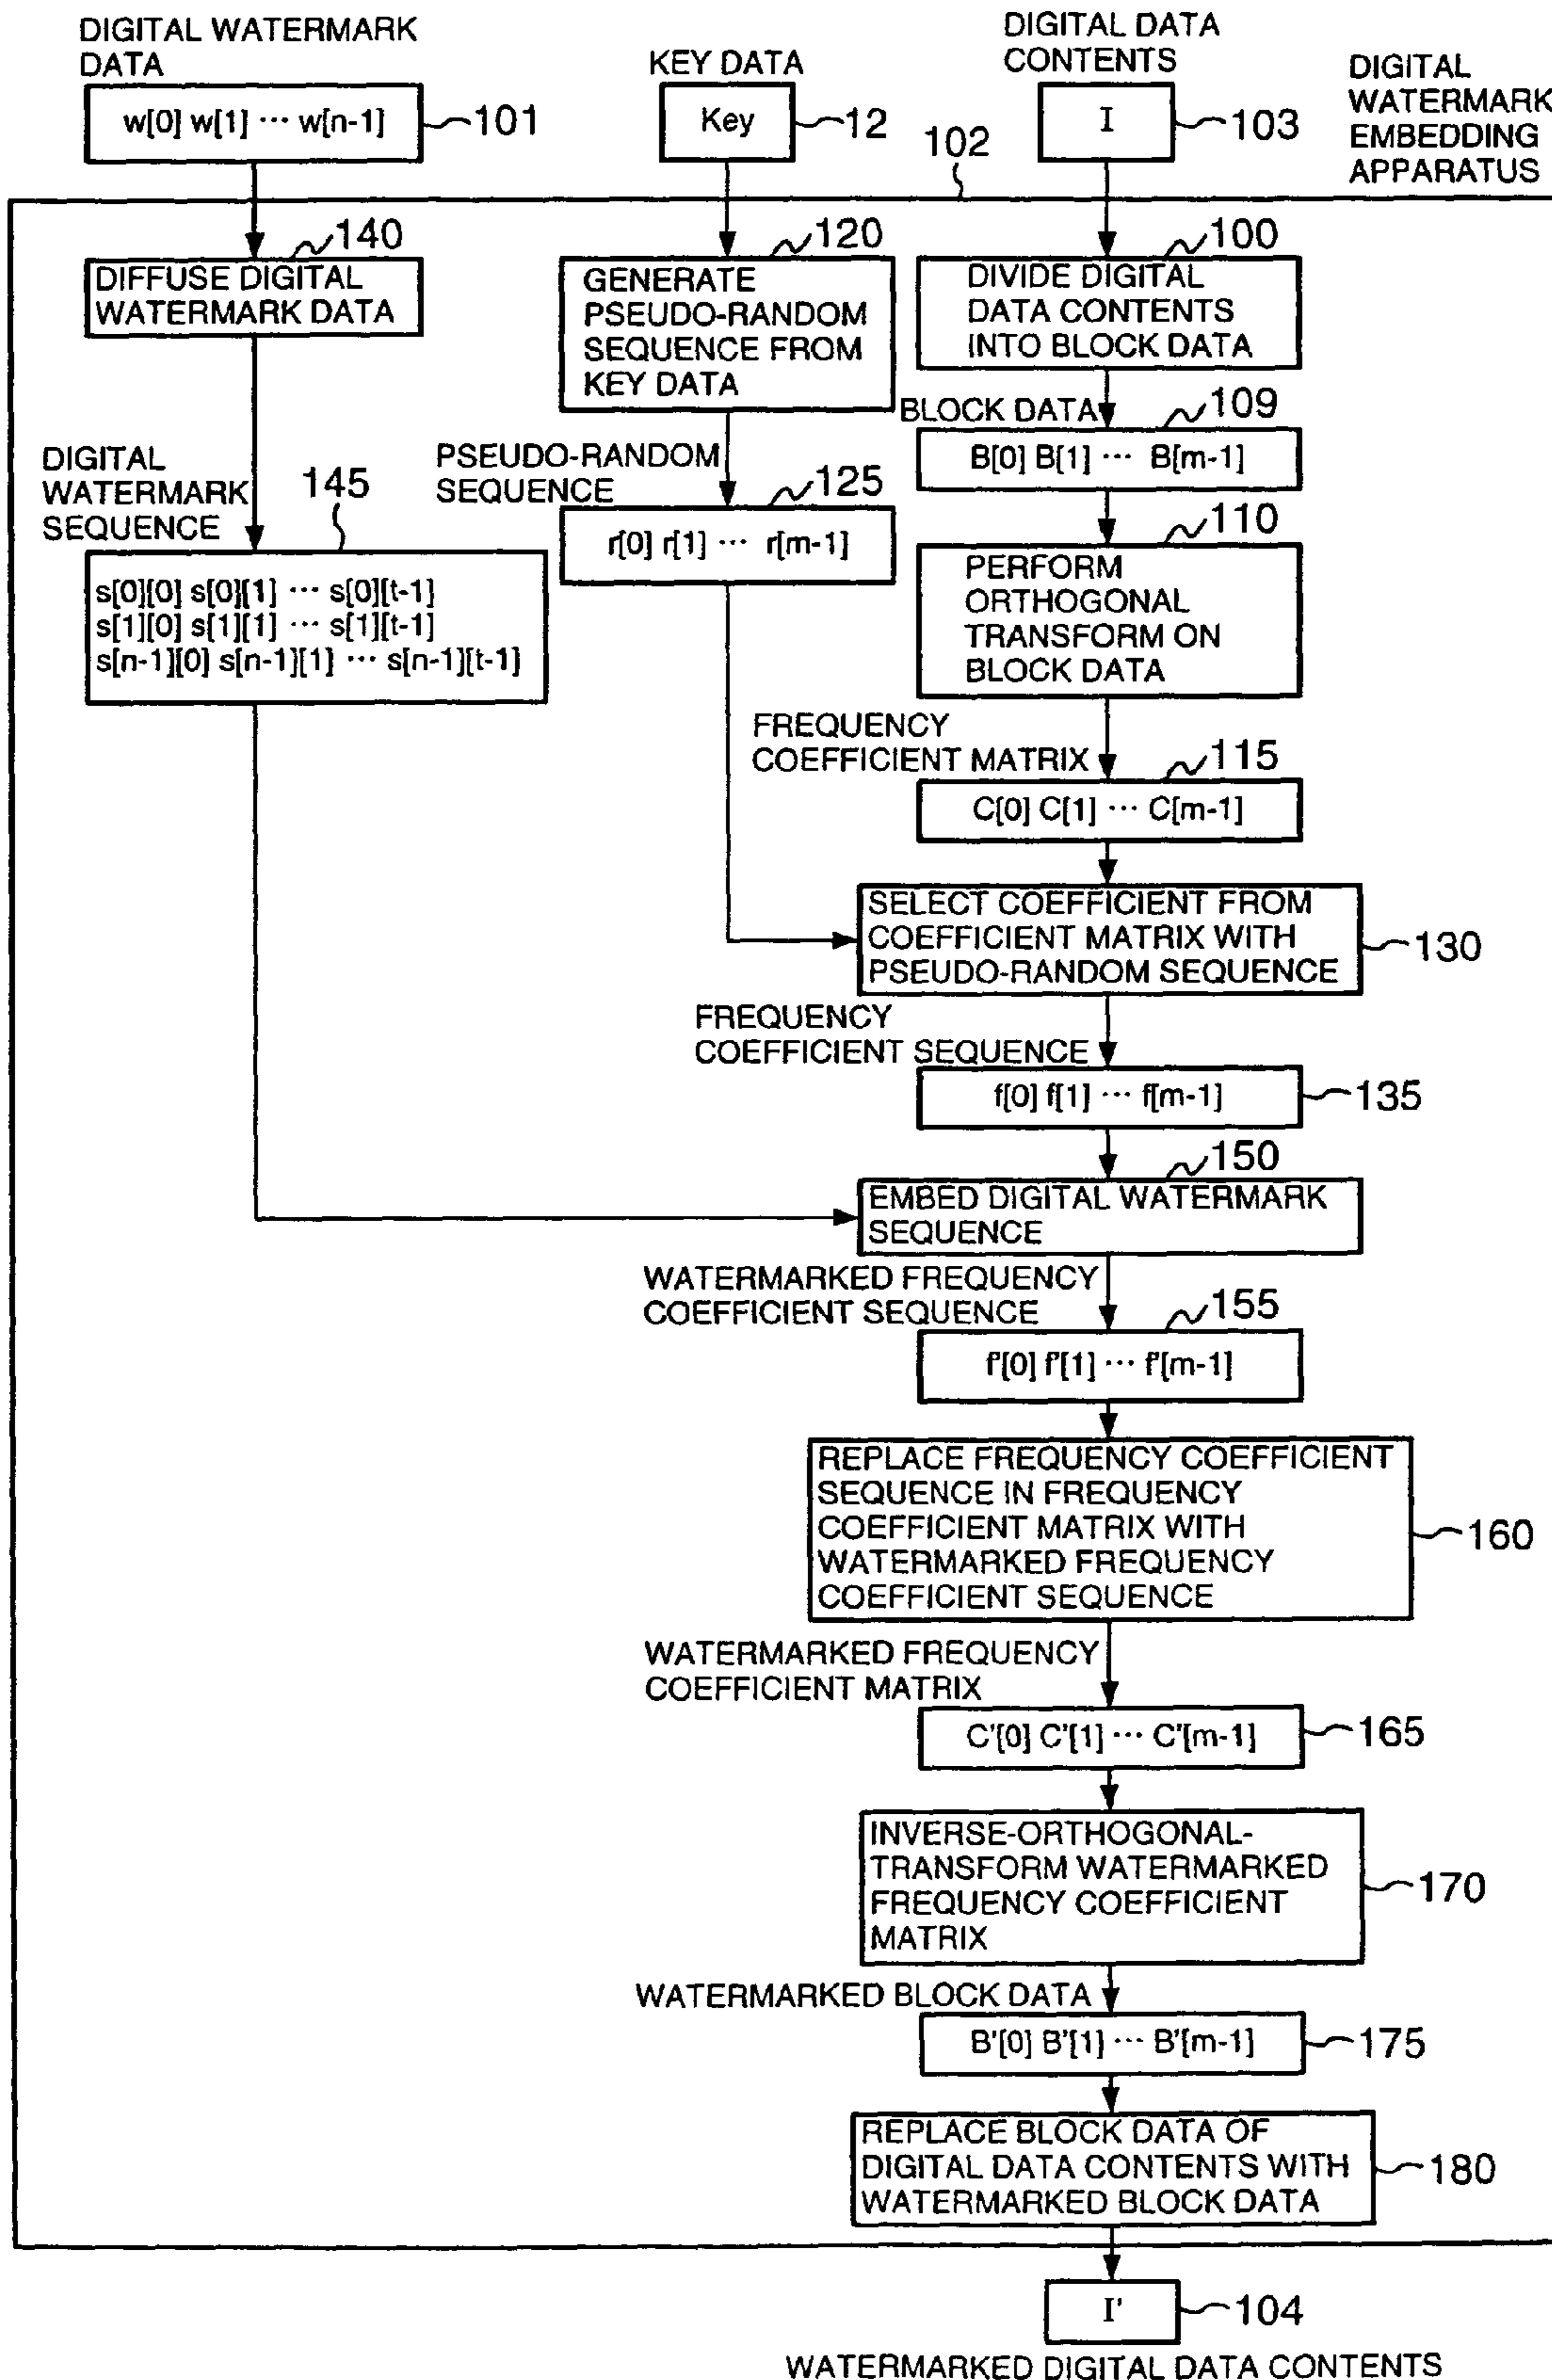 DIGITAL WATERMARK
DATA
w[0] w[1] ··· w[n-1]
101
KEY DATA
Key
12
DIGITAL DATA
CONTENTS
I
103
DIGITAL
WATERMARK
EMBEDDING
APPARATUS
102
140
DIFFUSE DIGITAL
WATERMARK DATA
120
GENERATE
PSEUDO-RANDOM
SEQUENCE FROM
KEY DATA
100
DIVIDE DIGITAL
DATA CONTENTS
INTO BLOCK DATA
BLOCK DATA
109
B[0] B[1] ··· B[m-1]
DIGITAL
WATERMARK
SEQUENCE
145
PSEUDO-RANDOM
SEQUENCE
125
r[0] r[1] ··· r[m-1]
110
PERFORM
ORTHOGONAL
TRANSFORM ON
BLOCK DATA
s[0][0] s[0][1] ··· s[0][t-1]
s[1][0] s[1][1] ··· s[1][t-1]
s[n-1][0] s[n-1][1] ··· s[n-1][t-1]
FREQUENCY
COEFFICIENT MATRIX
115
C[0] C[1] ··· C[m-1]
SELECT COEFFICIENT FROM
COEFFICIENT MATRIX WITH
PSEUDO-RANDOM SEQUENCE
130
FREQUENCY
COEFFICIENT SEQUENCE
f[0] f[1] ··· f[m-1]
135
150
EMBED DIGITAL WATERMARK
SEQUENCE
WATERMARKED FREQUENCY
COEFFICIENT SEQUENCE
155
f'[0] f'[1] ··· f'[m-1]
REPLACE FREQUENCY COEFFICIENT
SEQUENCE IN FREQUENCY
COEFFICIENT MATRIX WITH
WATERMARKED FREQUENCY
COEFFICIENT SEQUENCE
160
WATERMARKED FREQUENCY
COEFFICIENT MATRIX
C'[0] C'[1] ··· C'[m-1]
165
INVERSE-ORTHOGONAL-
TRANSFORM WATERMARKED
FREQUENCY COEFFICIENT
MATRIX
170
WATERMARKED BLOCK DATA
B'[0] B'[1] ··· B'[m-1]
175
REPLACE BLOCK DATA OF
DIGITAL DATA CONTENTS WITH
WATERMARKED BLOCK DATA
180
I'
104
WATERMARKED DIGITAL DATA CONTENTS